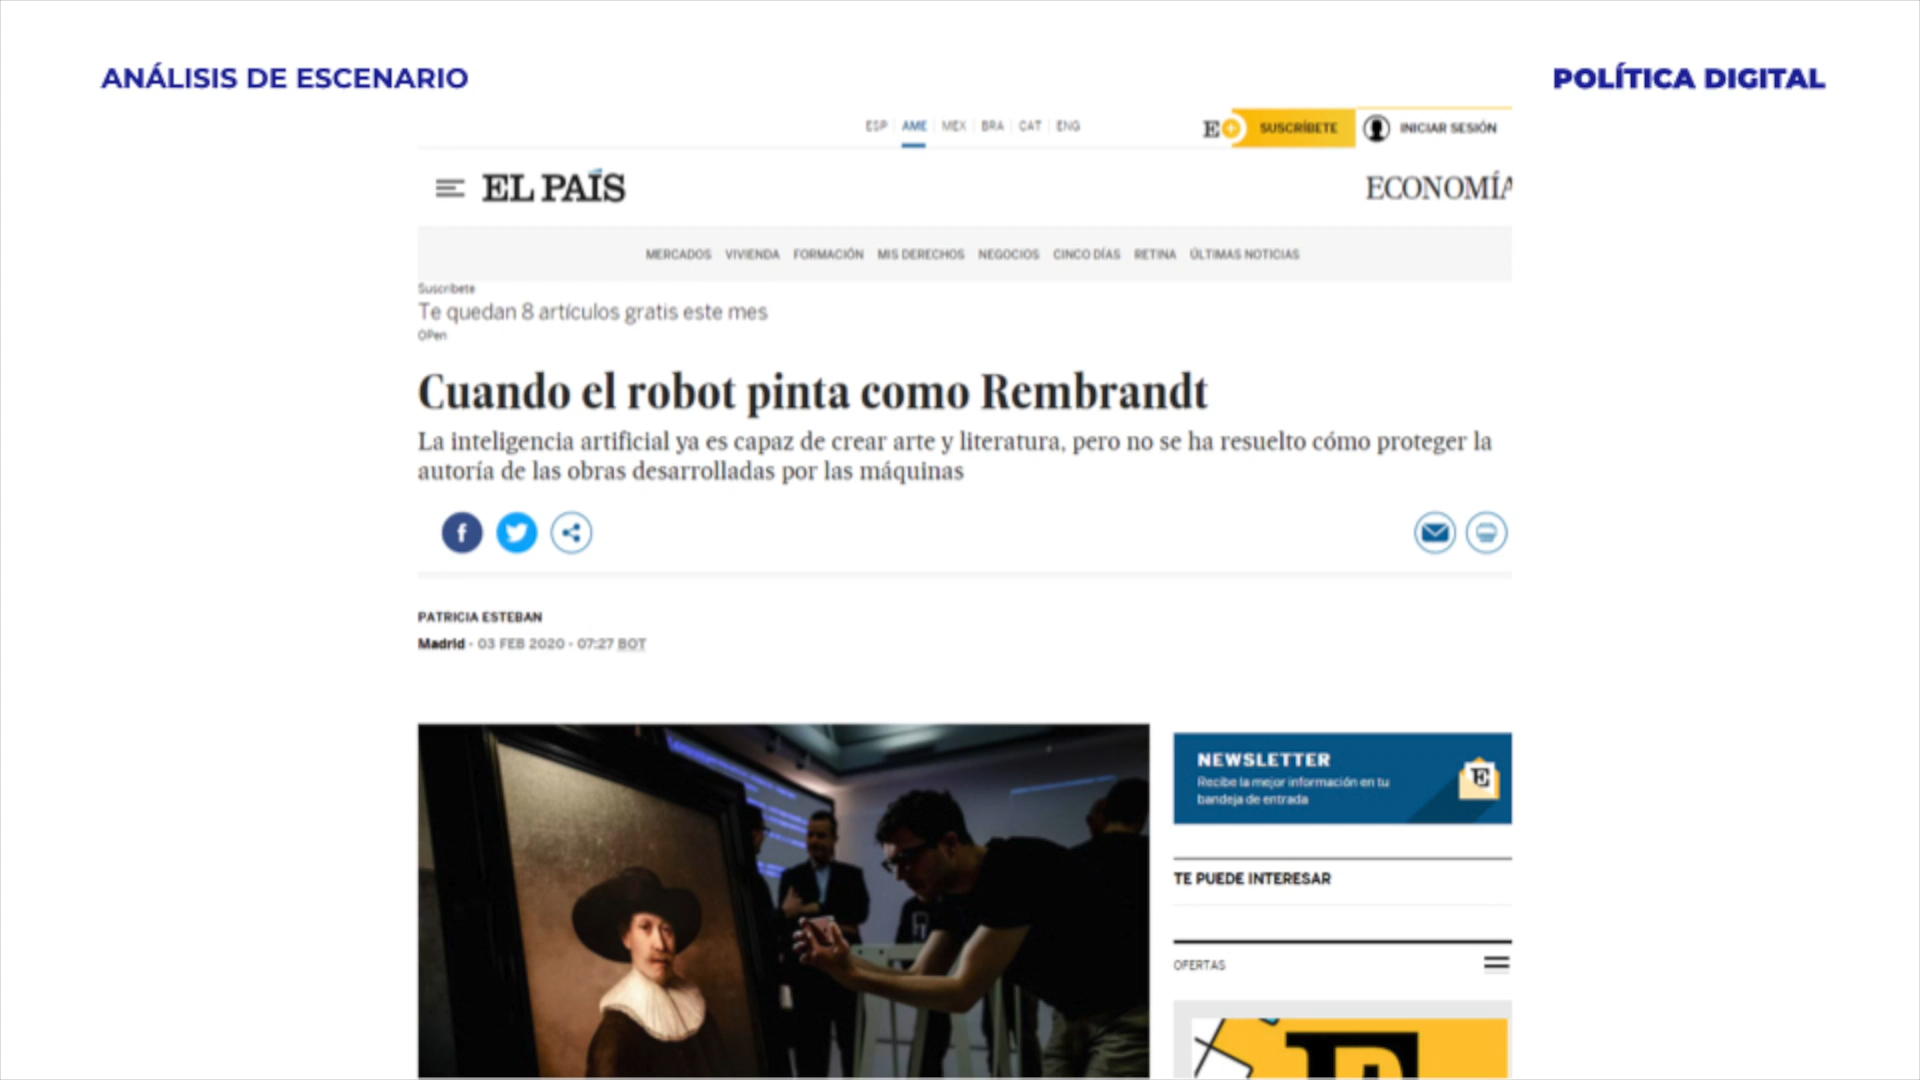 ANÁLISIS DE ESCENARIO
POLÍTICA DIGITAL
ESP AME MEX BRA CAT ENG
E+ SUSCRÍBETE INICIAR SESIÓN
EL PAÍS
ECONOMÍA
MERCADOS VIVIENDA FORMACIÓN MIS DERECHOS NEGOCIOS CINCO DÍAS RETINA ÚLTIMAS NOTICIAS
Suscríbete
Te quedan 8 artículos gratis este mes
OPen
Cuando el robot pinta como Rembrandt
La inteligencia artificial ya es capaz de crear arte y literatura, pero no se ha resuelto cómo proteger la
autoría de las obras desarrolladas por las máquinas
PATRICIA ESTEBAN
Madrid - 03 FEB 2020 - 07:27 BOT
NEWSLETTER
Recibe la mejor información en tu
bandeja de entrada
E
TE PUEDE INTERESAR
OFERTAS